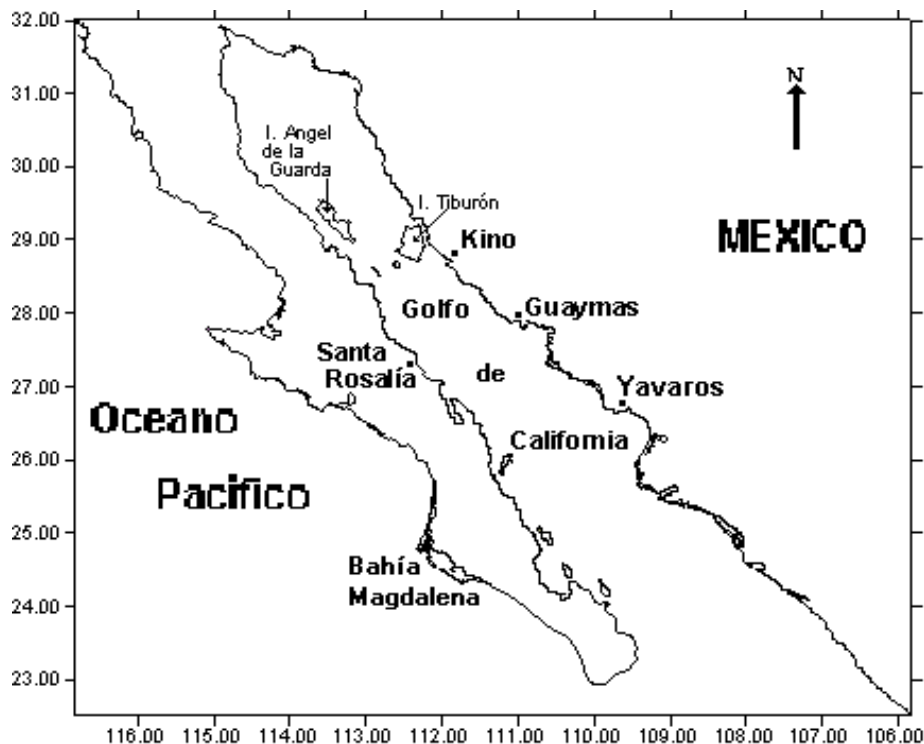 32.00
31.00
30.00
29.00
28.00
27.00
26.00
25.00
24.00
23.00
N
I. Angel
de la
Guarda
I. Tiburón
Kino
MEXICO
Golfo
Guaymas
Santa
Rosalía
de
Yavaros
Oceano
California
Pacifico
Bahía
Magdalena
116.00 115.00 114.00 113.00 112.00 111.00 110.00 109.00 108.00 107.00 106.00